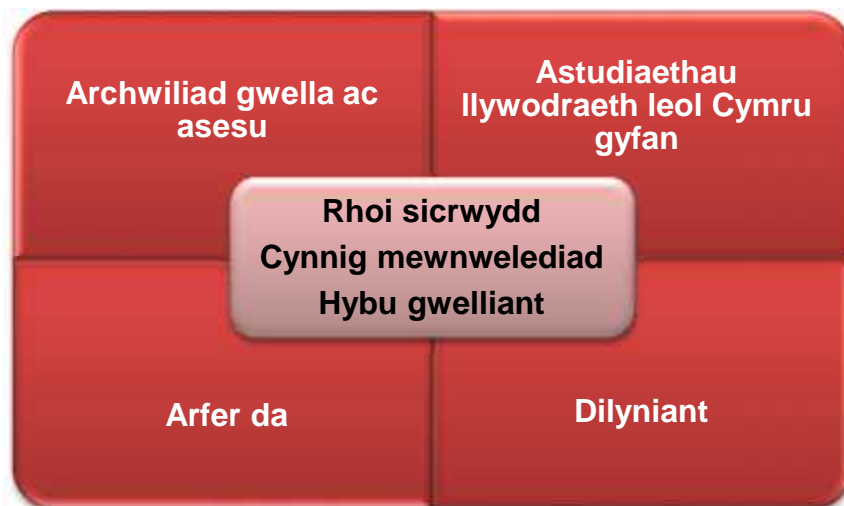 Archwiliad gwella ac
asesu
Astudiaethau
llywodraeth leol Cymru
gyfan
Rhoi sicrwydd
Cynnig mewnwelediad
Hybu gwelliant
Arfer da
Dilyniant